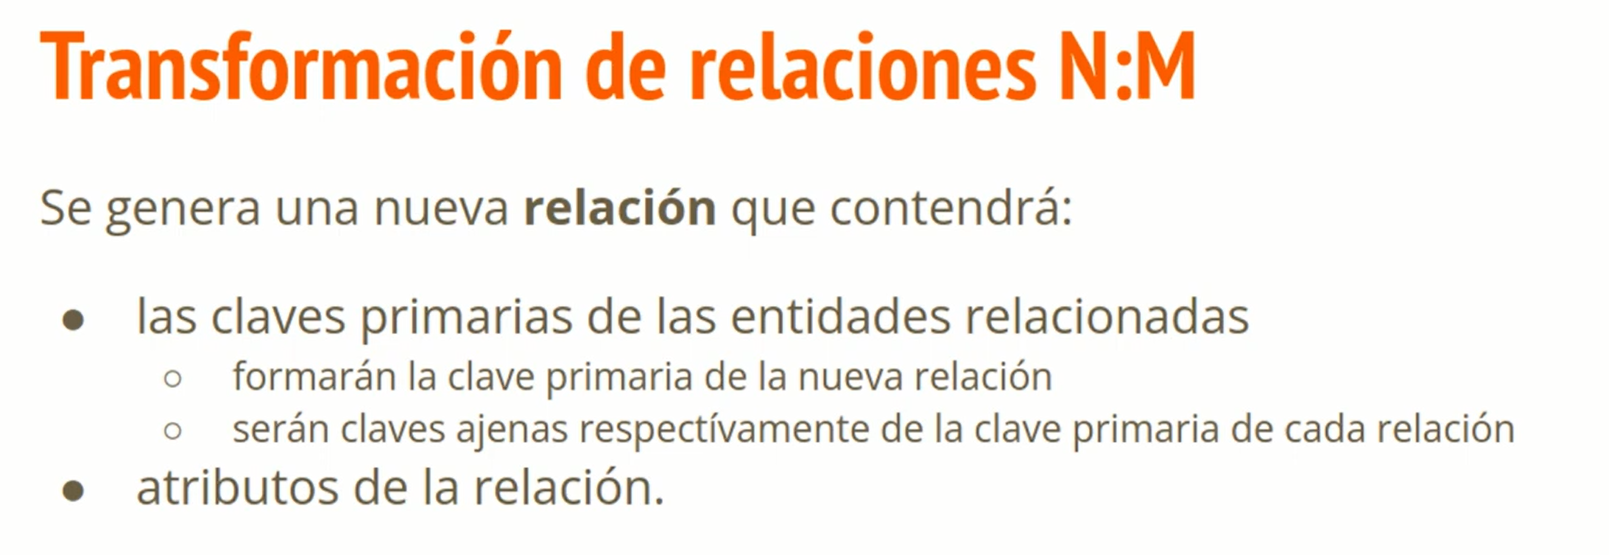 Transformación de relaciones N:M
Se genera una nueva relación que contendrá:
● las claves primarias de las entidades relacionadas
○ formarán la clave primaria de la nueva relación
○ serán claves ajenas respectívamente de la clave primaria de cada relación
● atributos de la relación.